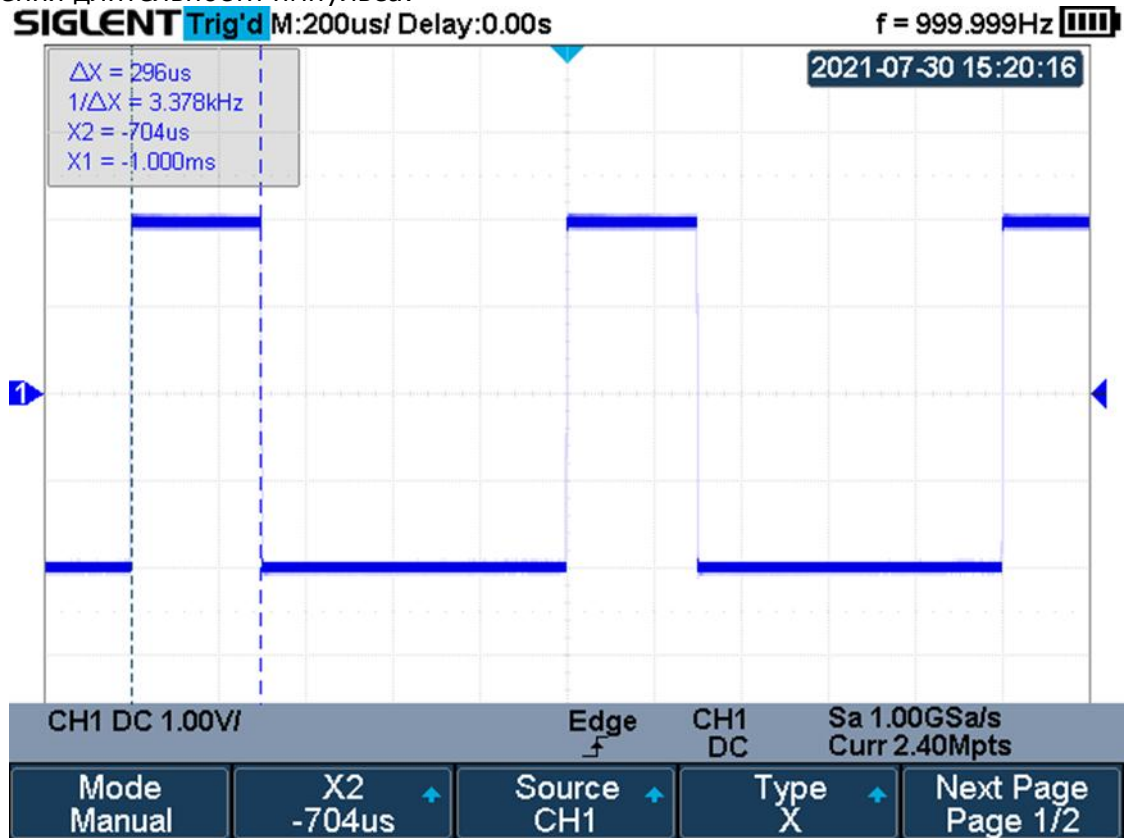 длительности импульса.
SIGLENT Trig'd M:200us/ Delay:0.00s f = 999.999Hz
2021-07-30 15:20:16
△X = 296us
1/△X = 3.378kHz
X2 = -704us
X1 = -1.000ms
1
CH1 DC 1.00V/ Edge CH1 Sa 1.00GSa/s
DC Curr 2.40Mpts
Mode X2 Source Type Next Page
Manual -704us CH1 X Page 1/2